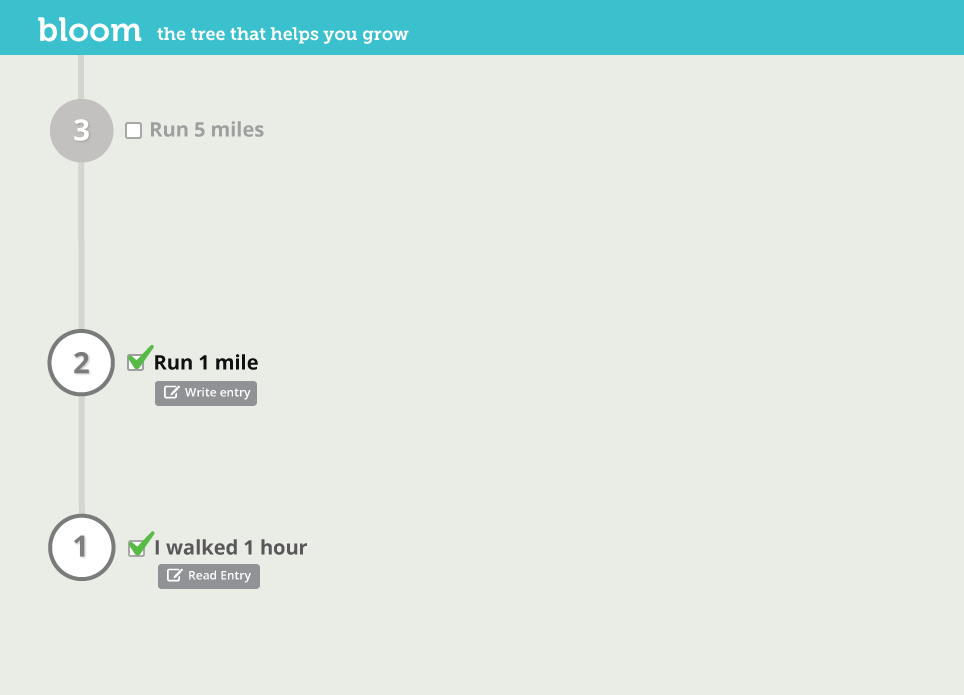 bloom the tree that helps you grow
3 Run 5 miles
2 Run 1 mile
Write entry
1 I walked 1 hour
Read Entry